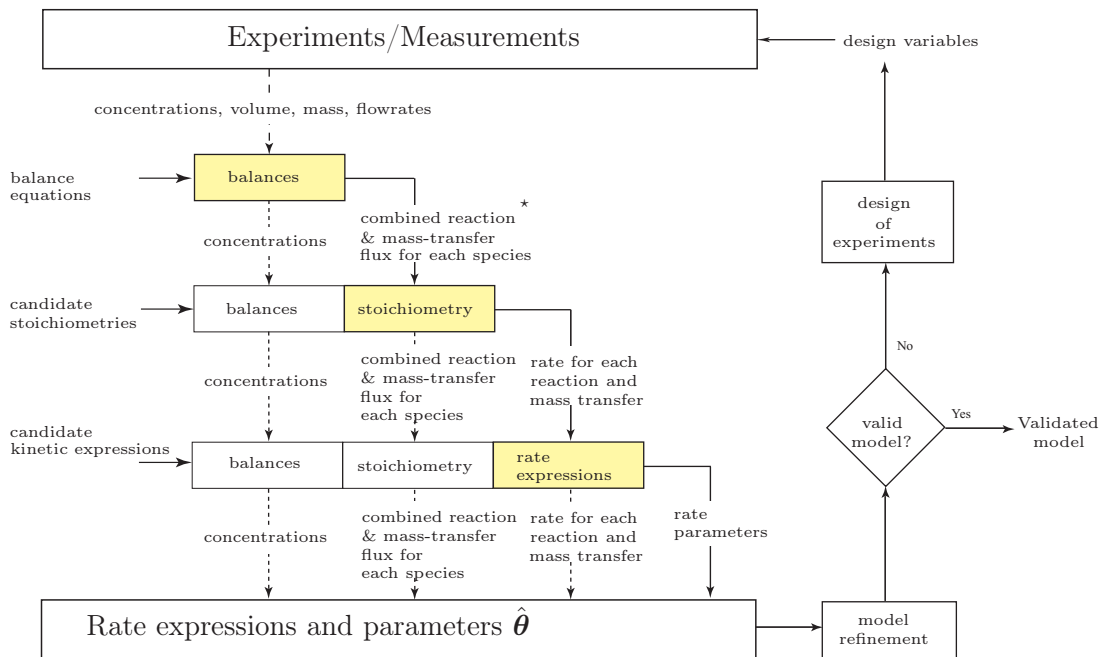 Experiments/Measurements
design variables
concentrations, volume, mass, flowrates
balance
equations
balances
design
of
experiments
concentrations
combined reaction ⋆
& mass-transfer
flux for each species
candidate
stoichiometries
balances
stoichiometry
No
concentrations
combined reaction
& mass-transfer
flux for
each species
rate for each
reaction and
mass transfer
valid
model?
Yes
Validated
model
candidate
kinetic expressions
balances
stoichiometry
rate
expressions
concentrations
combined reaction
& mass-transfer
flux for
each species
rate for each
reaction and
mass transfer
rate
parameters
Rate expressions and parameters θ̂
model
refinement